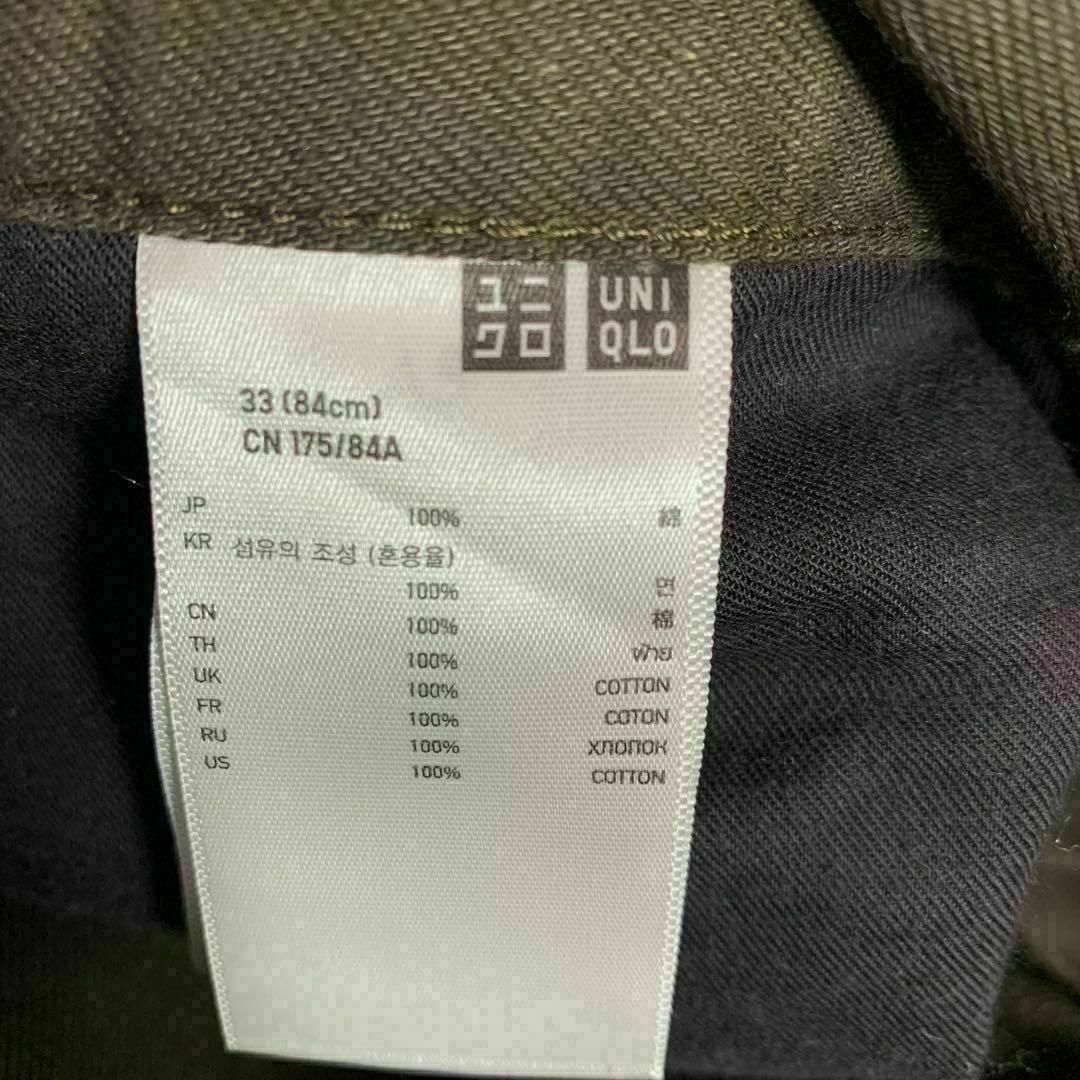 ユニ UNI
クロ QLO
33 (84cm)
CN 175/84A
JP 100% 綿
KR 섬유의 조성 (혼용율)
100% 면
CN 100% 棉
TH 100% ฝ้าย
UK 100% COTTON
FR 100% COTON
RU 100% ХЛОПОК
US 100% COTTON